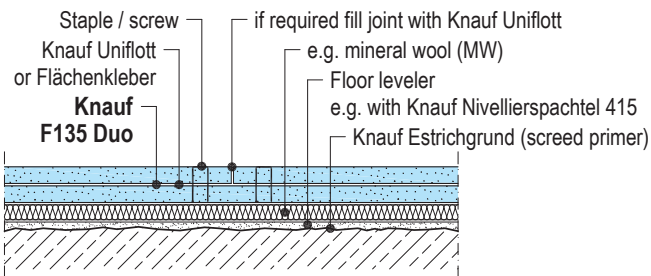 Staple / screw
if required fill joint with Knauf Uniflott
Knauf Uniflott
or Flächenkleber
e.g. mineral wool (MW)
Floor leveler
e.g. with Knauf Nivellierspachtel 415
Knauf
F135 Duo
Knauf Estrichgrund (screed primer)